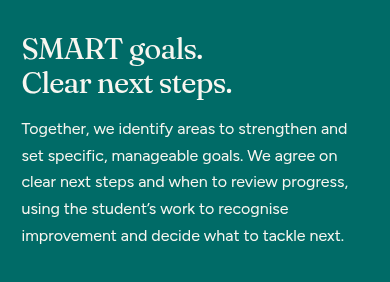 SMART goals.
Clear next steps.
Together, we identify areas to strengthen and
set specific, manageable goals. We agree on
clear next steps and when to review progress,
using the student’s work to recognise
improvement and decide what to tackle next.